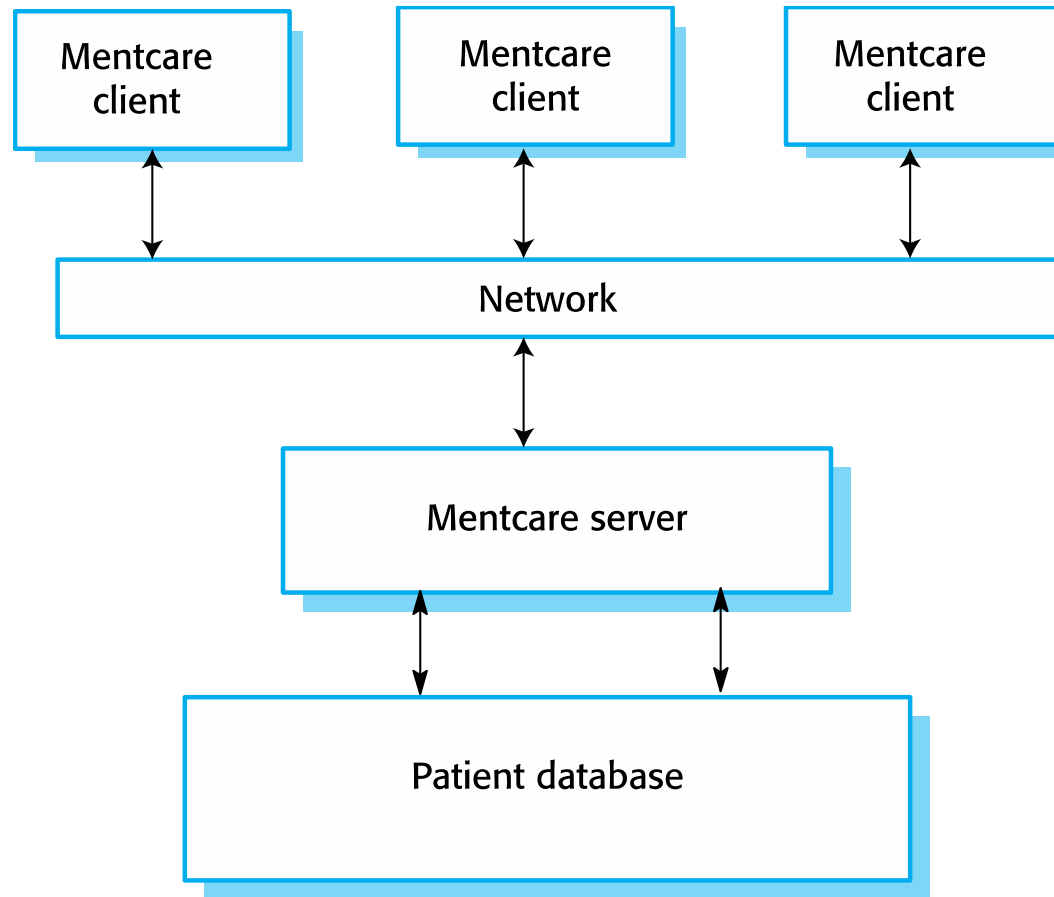 Mentcare
client
Mentcare
client
Mentcare
client
Network
Mentcare server
Patient database